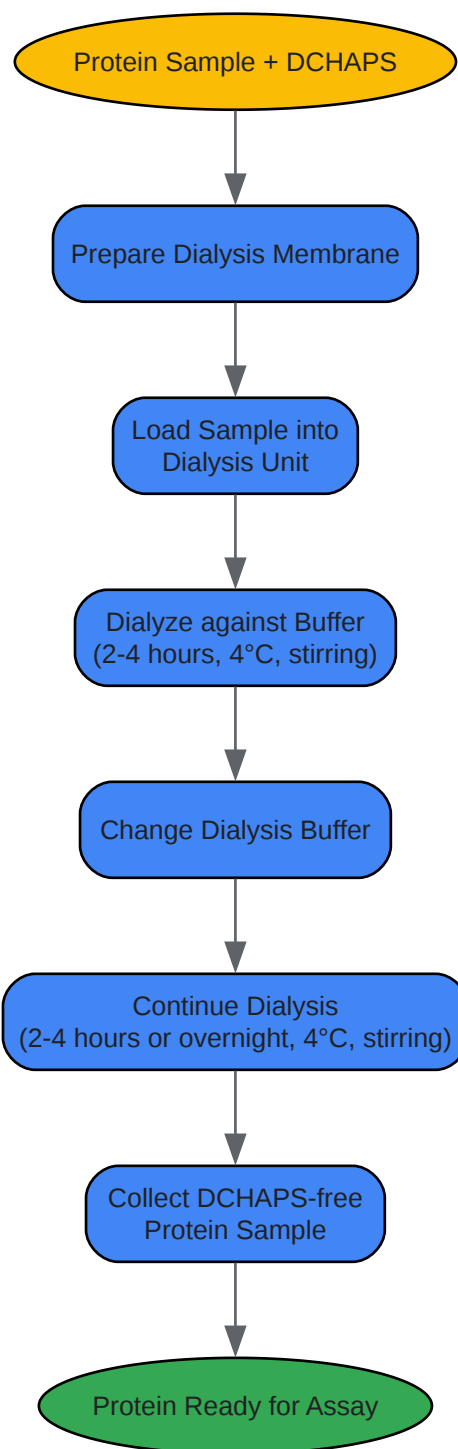 Protein Sample + DCHAPS
Prepare Dialysis Membrane
Load Sample into
Dialysis Unit
Dialyze against Buffer
(2-4 hours, 4°C, stirring)
Change Dialysis Buffer
Continue Dialysis
(2-4 hours or overnight, 4°C, stirring)
Collect DCHAPS-free
Protein Sample
Protein Ready for Assay